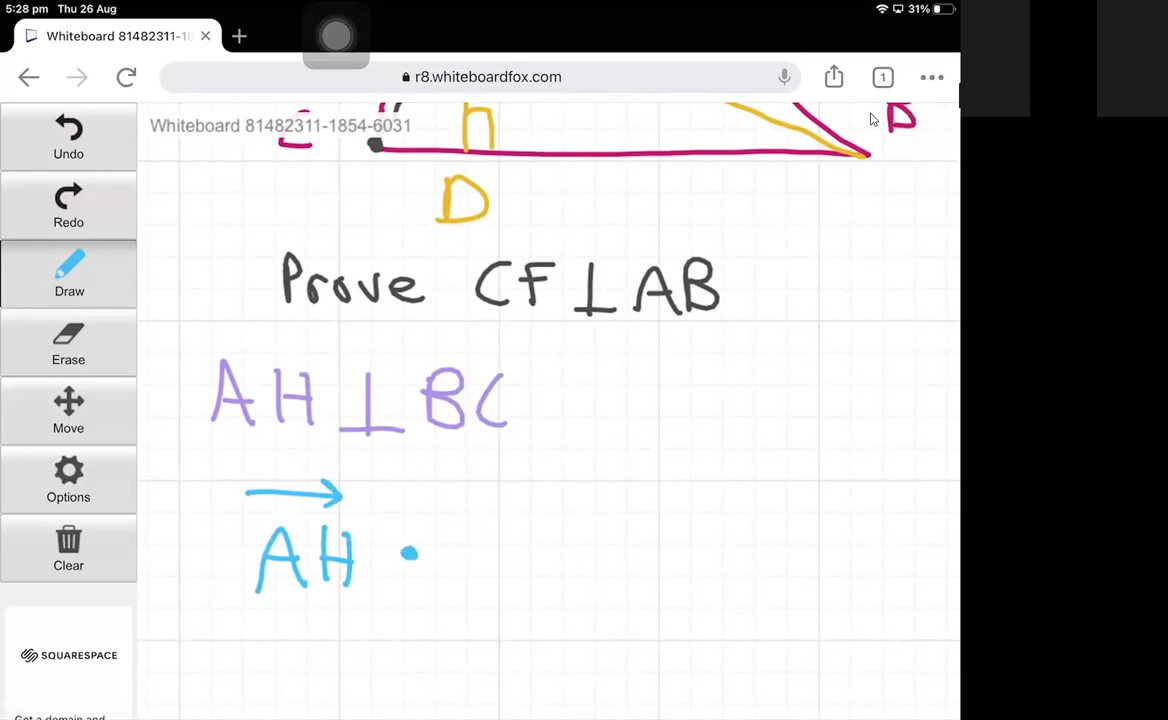 5:28 pm Thu 26 Aug 31%
Whiteboard 81482311-18
r8.whiteboardfox.com 1
Whiteboard 81482311-1854-6031
B
D
Undo
Redo
Draw
Erase
Move
Options
Clear
Prove CF⊥AB
AH⊥BC
→
AH •
SQUARESPACE
Get a domain and